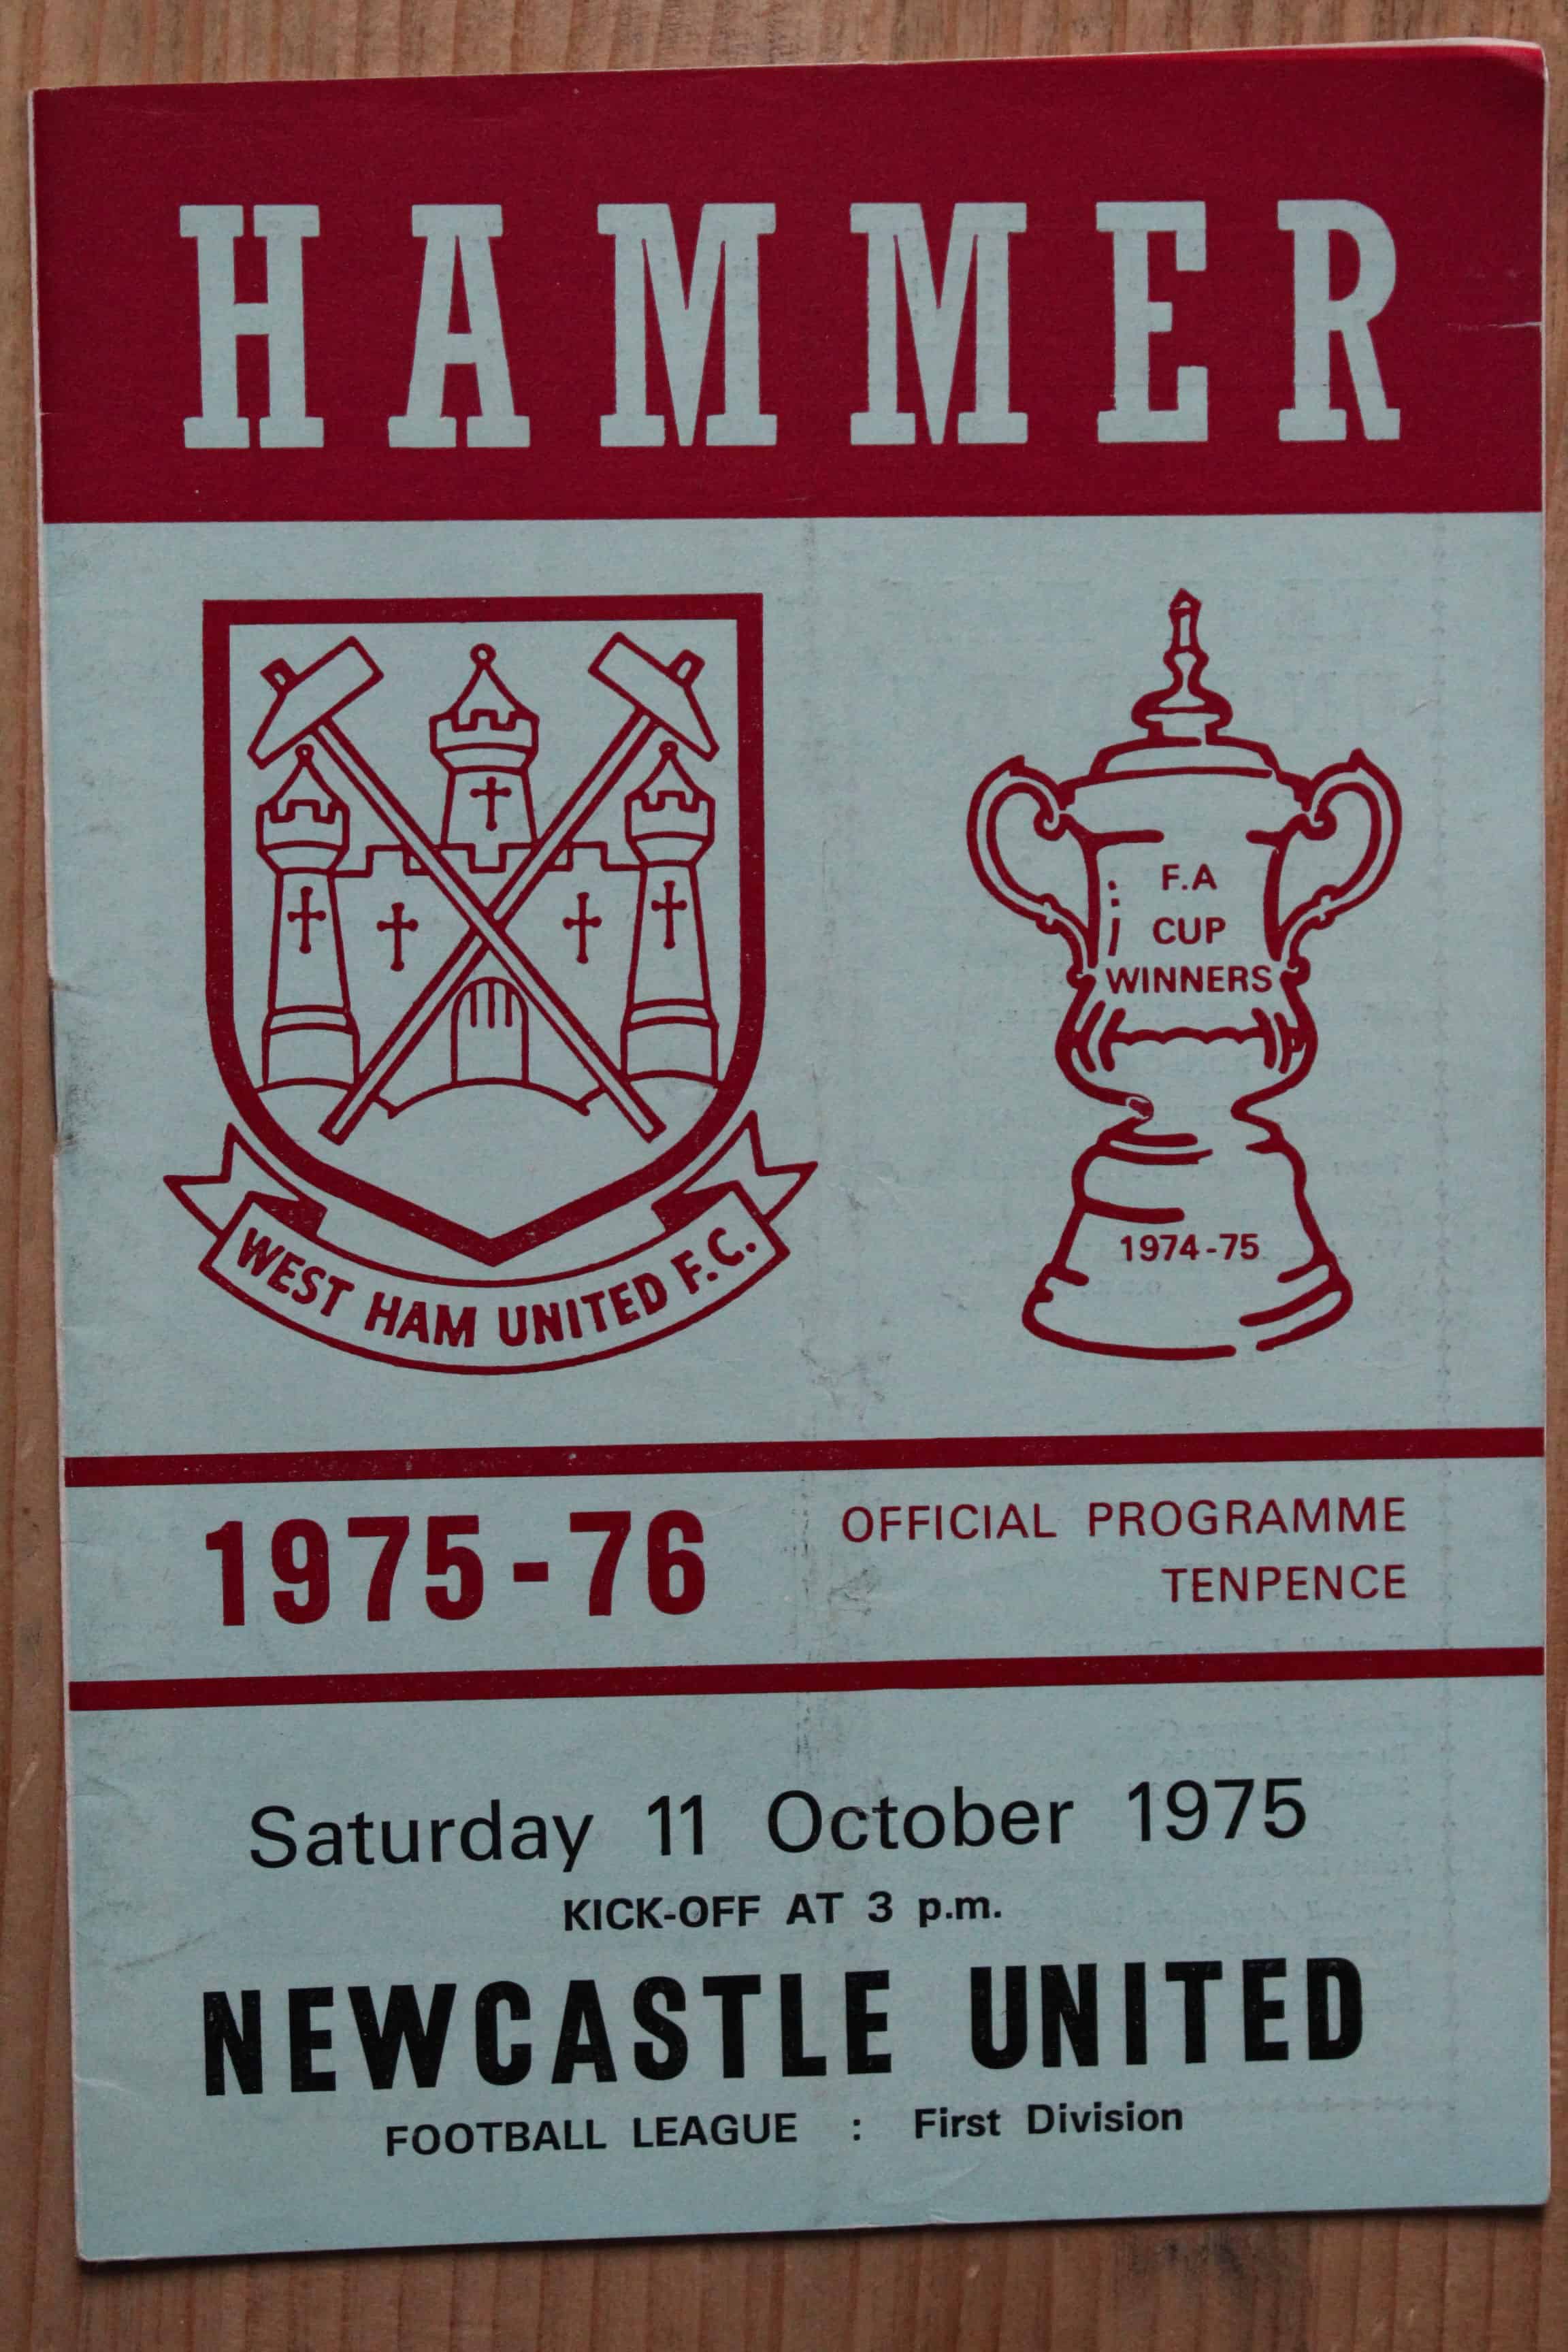 HAMMER
F.A
CUP
WINNERS
1974-75
WEST HAM UNITED F.C.
1975-76
OFFICIAL PROGRAMME
TENPENCE
Saturday 11 October 1975
KICK-OFF AT 3 p.m.
NEWCASTLE UNITED
FOOTBALL LEAGUE : First Division